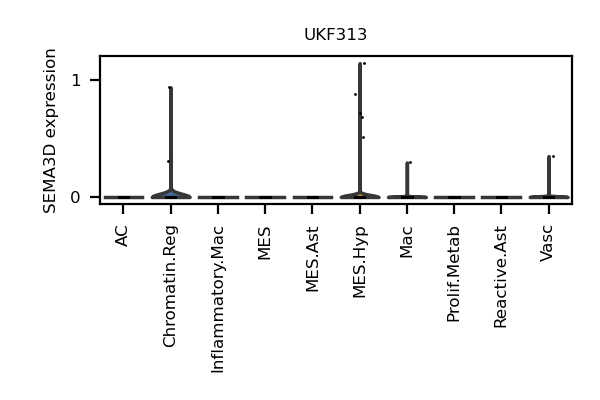 UKF313
SEMA3D expression
1
0
AC
Chromatin.Reg
Inflammatory.Mac
MES
MES.Ast
MES.Hyp
Mac
Prolif.Metab
Reactive.Ast
Vasc